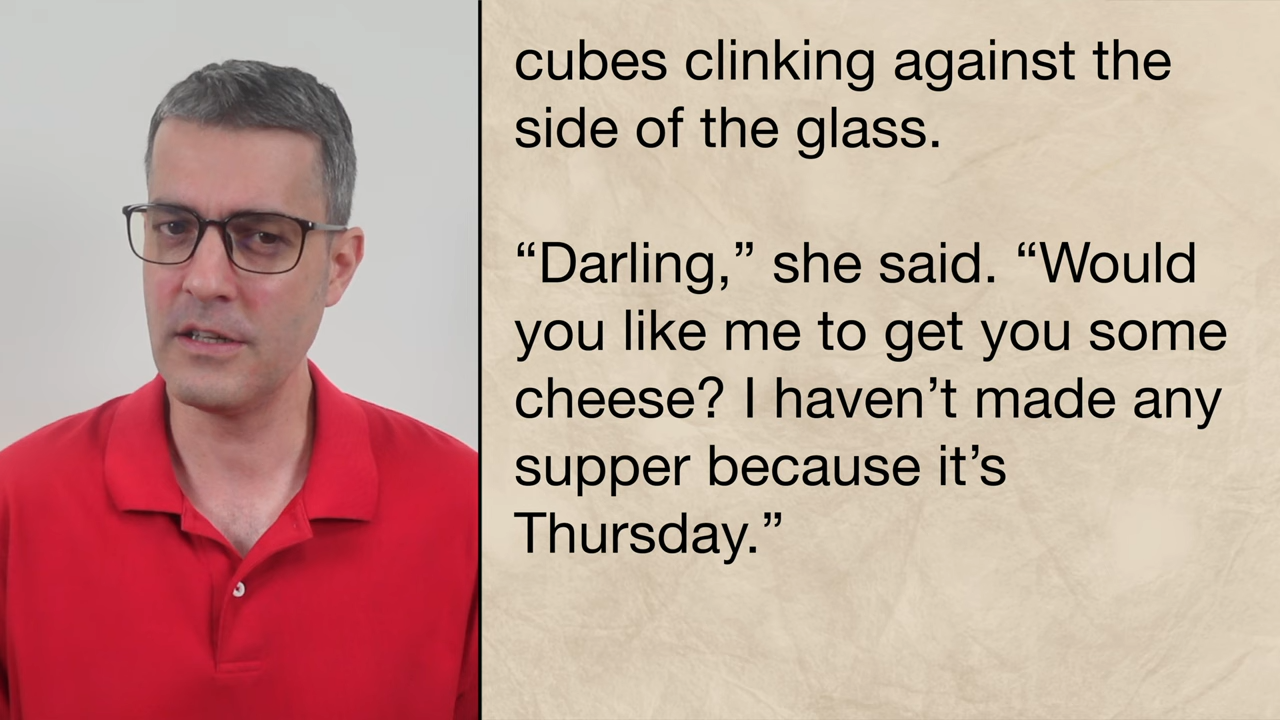 cubes clinking against the
side of the glass.
“Darling,” she said. “Would
you like me to get you some
cheese? I haven’t made any
supper because it’s
Thursday.”